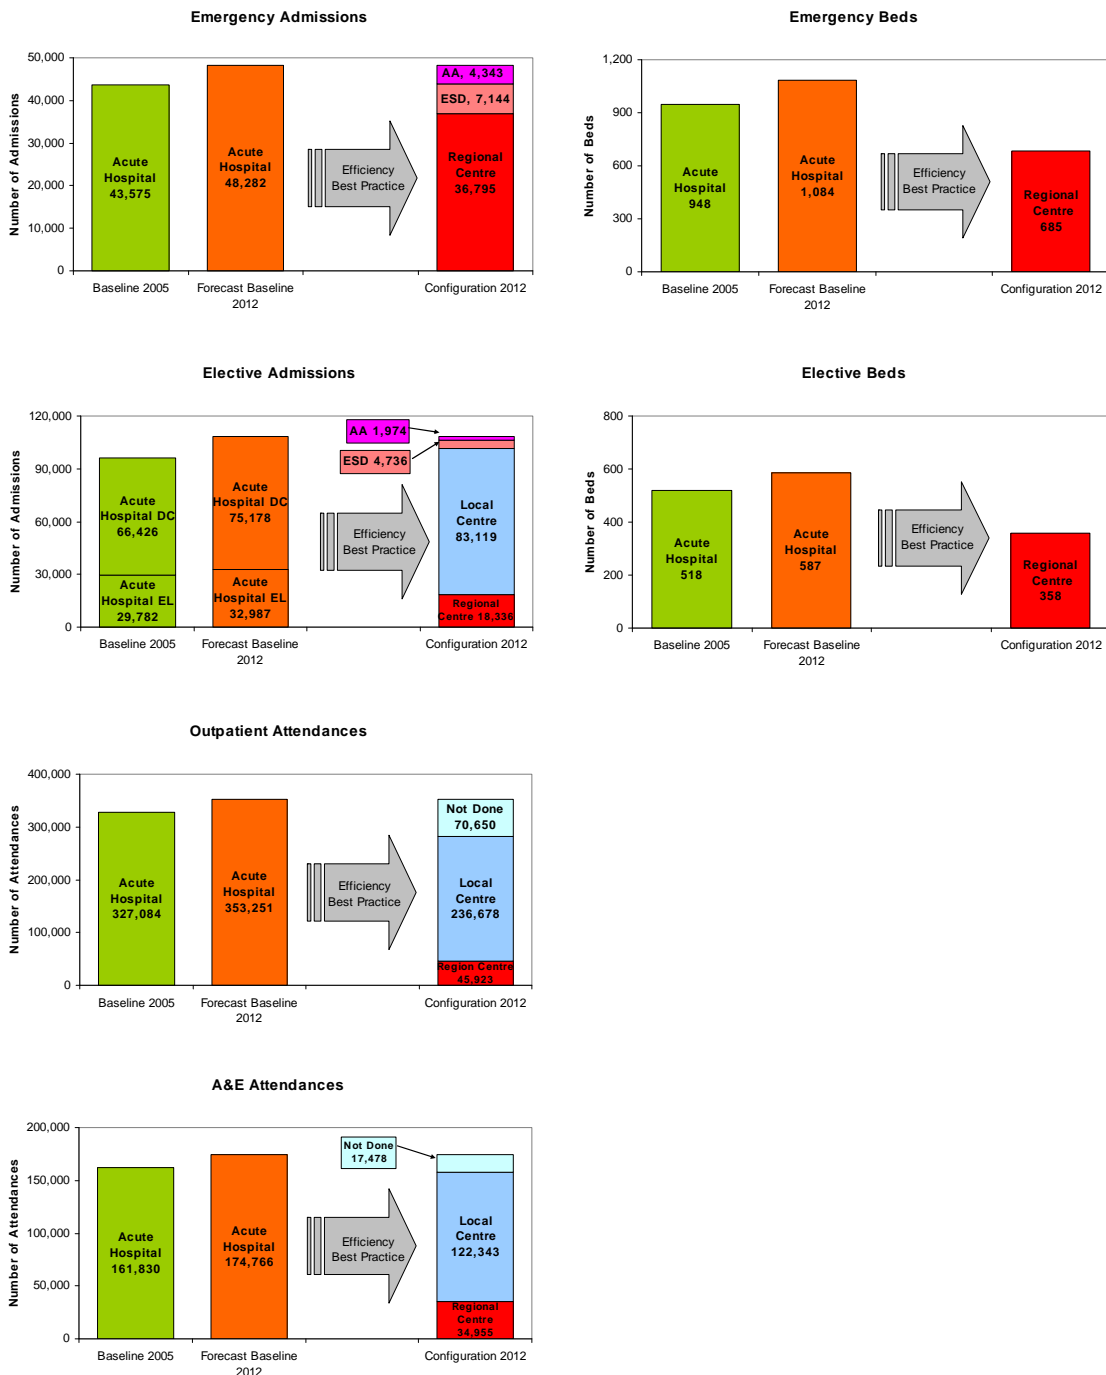 Emergency Admissions
Number of Admissions
50,000
40,000
30,000
20,000
10,000
0
Acute
Hospital
43,575
Acute
Hospital
48,282
Efficiency
Best Practice
AA, 4,343
ESD, 7,144
Regional
Centre
36,795
Baseline 2005
Forecast Baseline
2012
Configuration 2012
Emergency Beds
Number of Beds
1,200
900
600
300
0
Acute
Hospital
948
Acute
Hospital
1,084
Efficiency
Best Practice
Regional
Centre
685
Baseline 2005
Forecast Baseline
2012
Configuration 2012
Elective Admissions
Number of Admissions
120,000
90,000
60,000
30,000
0
Acute
Hospital DC
66,426
Acute
Hospital EL
29,782
Acute
Hospital DC
75,178
Acute
Hospital EL
32,987
AA 1,974
ESD 4,736
Efficiency
Best Practice
Local
Centre
83,119
Regional
Centre 18,336
Baseline 2005
Forecast Baseline
2012
Configuration 2012
Elective Beds
Number of Beds
800
600
400
200
0
Acute
Hospital
518
Acute
Hospital
587
Efficiency
Best Practice
Regional
Centre
358
Baseline 2005
Forecast Baseline
2012
Configuration 2012
Outpatient Attendances
Number of Attendances
400,000
300,000
200,000
100,000
0
Acute
Hospital
327,084
Acute
Hospital
353,251
Efficiency
Best Practice
Not Done
70,650
Local
Centre
236,678
Region Centre
45,923
Baseline 2005
Forecast Baseline
2012
Configuration 2012
A&E Attendances
Number of Attendances
200,000
150,000
100,000
50,000
0
Acute
Hospital
161,830
Acute
Hospital
174,766
Not Done
17,478
Efficiency
Best Practice
Local
Centre
122,343
Regional
Centre
34,955
Baseline 2005
Forecast Baseline
2012
Configuration 2012